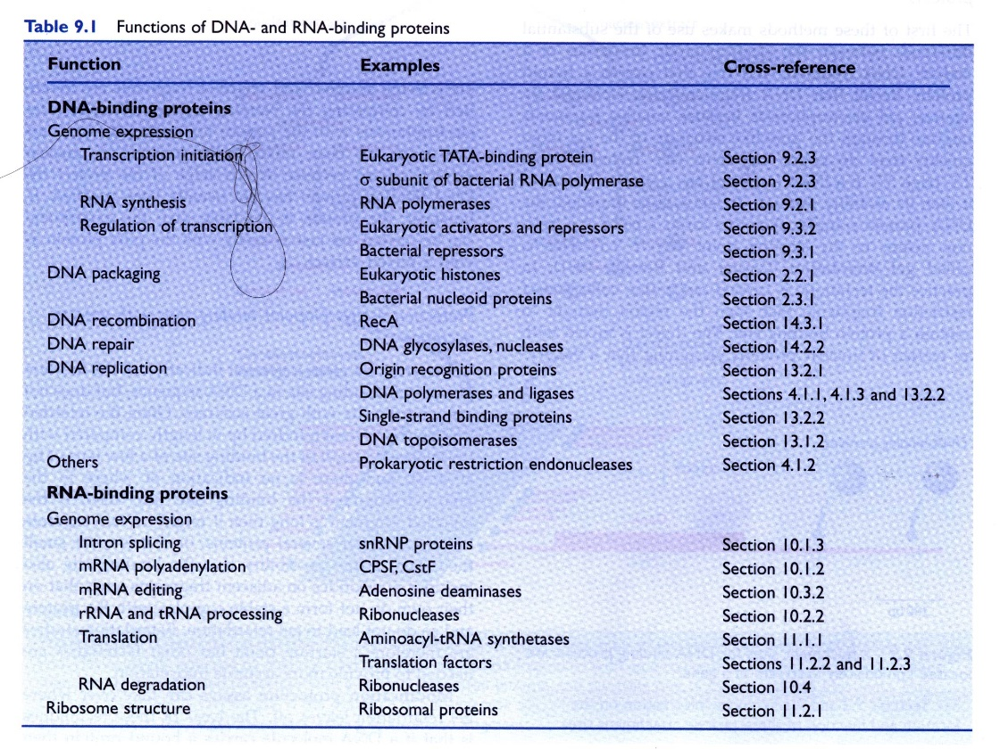 Table 9.1 Functions of DNA- and RNA-binding proteins
Function Examples Cross-reference
DNA-binding proteins
Genome expression
Transcription initiation Eukaryotic TATA-binding protein Section 9.2.3
σ subunit of bacterial RNA polymerase Section 9.2.3
RNA synthesis RNA polymerases Section 9.2.1
Regulation of transcription Eukaryotic activators and repressors Section 9.3.2
Bacterial repressors Section 9.3.1
DNA packaging Eukaryotic histones Section 2.2.1
Bacterial nucleoid proteins Section 2.3.1
DNA recombination RecA Section 14.3.1
DNA repair DNA glycosylases, nucleases Section 14.2.2
DNA replication Origin recognition proteins Section 13.2.1
DNA polymerases and ligases Sections 4.1.1, 4.1.3 and 13.2.2
Single-strand binding proteins Section 13.2.2
DNA topoisomerases Section 13.1.2
Others Prokaryotic restriction endonucleases Section 4.1.2
RNA-binding proteins
Genome expression
Intron splicing snRNP proteins Section 10.1.3
mRNA polyadenylation CPSF, CstF Section 10.1.2
mRNA editing Adenosine deaminases Section 10.3.2
rRNA and tRNA processing Ribonucleases Section 10.2.2
Translation Aminoacyl-tRNA synthetases Section 11.1.1
Translation factors Sections 11.2.2 and 11.2.3
RNA degradation Ribonucleases Section 10.4
Ribosome structure Ribosomal proteins Section 11.2.1